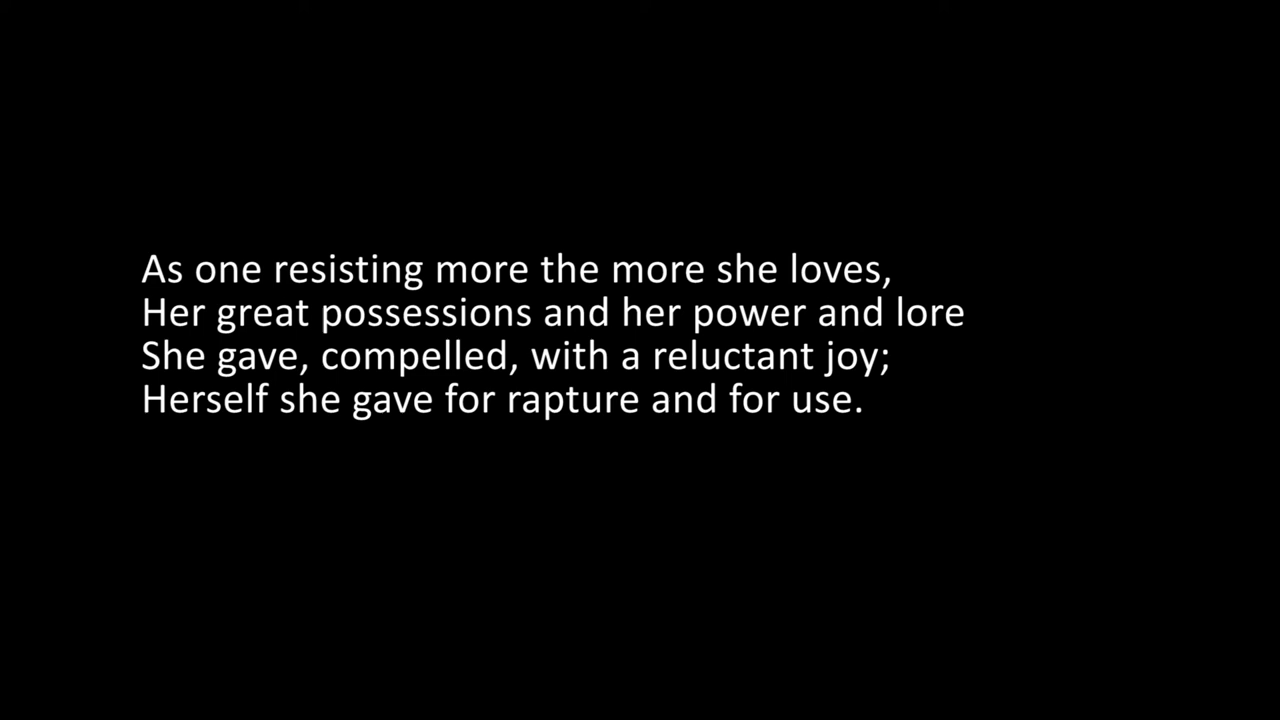 As one resisting more the more she loves,
Her great possessions and her power and lore
She gave, compelled, with a reluctant joy;
Herself she gave for rapture and for use.